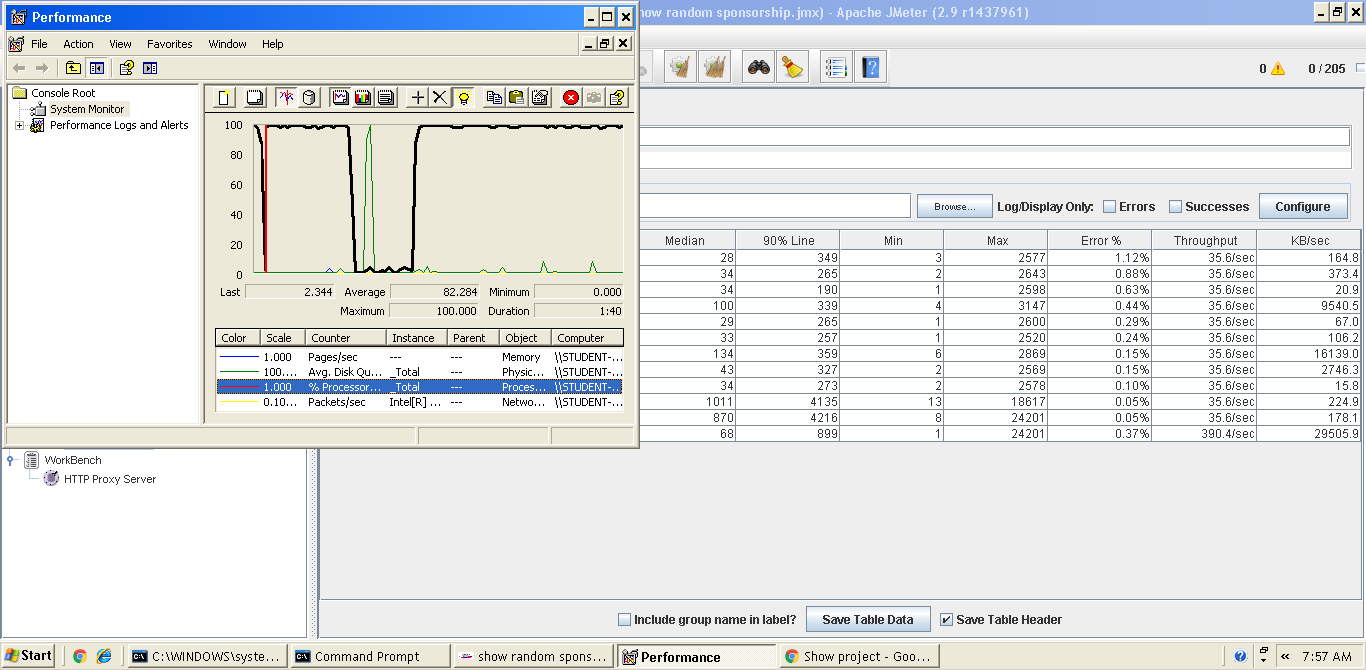 Performance
show random sponsorship.jmx) - Apache JMeter (2.9 r1437961)
File Action View Favorites Window Help
0 0 / 205
Console Root
System Monitor
Performance Logs and Alerts
100
80
60
40
20
0
Last 2.344 Average 82.284 Minimum 0.000
Maximum 100.000 Duration 1:40
Color Scale Counter Instance Parent Object Computer
1.000 Pages/sec --- --- Memory \\STUDENT-...
100.... Avg. Disk Qu... _Total --- Physic... \\STUDENT-...
1.000 % Processor... _Total --- Proces... \\STUDENT-...
0.10... Packets/sec Intel[R] ... --- Netwo... \\STUDENT-...
Browse... Log/Display Only: Errors Successes Configure
Median 90% Line Min Max Error % Throughput KB/sec
28 349 3 2577 1.12% 35.6/sec 164.8
34 265 2 2643 0.88% 35.6/sec 373.4
34 190 1 2598 0.63% 35.6/sec 20.9
100 339 4 3147 0.44% 35.6/sec 9540.5
29 265 1 2600 0.29% 35.6/sec 67.0
33 257 1 2520 0.24% 35.6/sec 106.2
134 359 6 2869 0.15% 35.6/sec 16139.0
43 327 2 2569 0.15% 35.6/sec 2746.3
34 273 2 2578 0.10% 35.6/sec 15.8
1011 4135 13 18617 0.05% 35.6/sec 224.9
870 4216 8 24201 0.05% 35.6/sec 178.1
68 899 1 24201 0.37% 390.4/sec 29505.9
WorkBench
HTTP Proxy Server
Include group name in label? Save Table Data Save Table Header
Start C:\WINDOWS\syste... Command Prompt show random spons... Performance Show project - Goo... « 7:57 AM